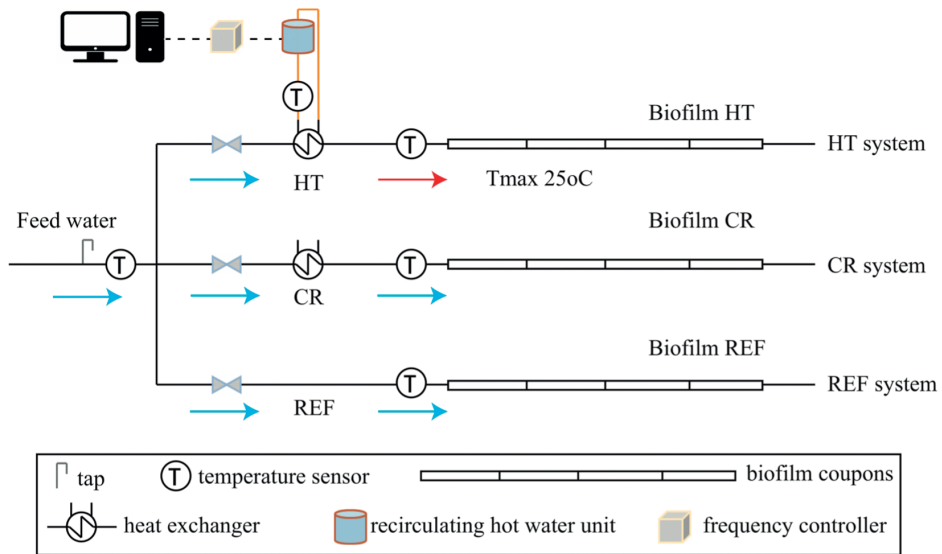 T
Biofilm HT
T
HT system
HT
Tmax 25oC
Feed water
Biofilm CR
T
T
CR system
CR
Biofilm REF
T
REF system
REF
tap
T temperature sensor
biofilm coupons
heat exchanger
recirculating hot water unit
frequency controller